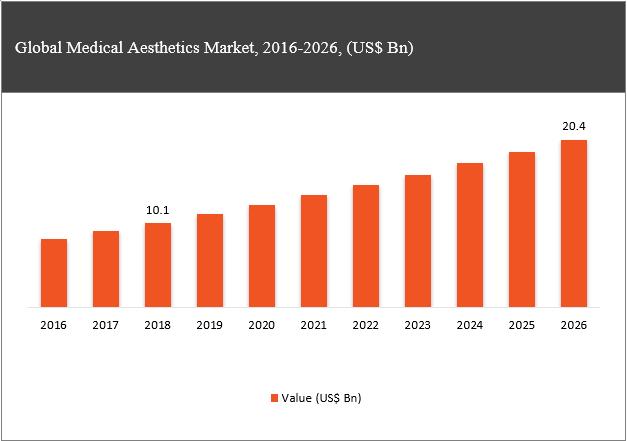 Global Medical Aesthetics Market, 2016-2026, (US$ Bn)
20.4
10.1
2016 2017 2018 2019 2020 2021 2022 2023 2024 2025 2026
Value (US$ Bn)